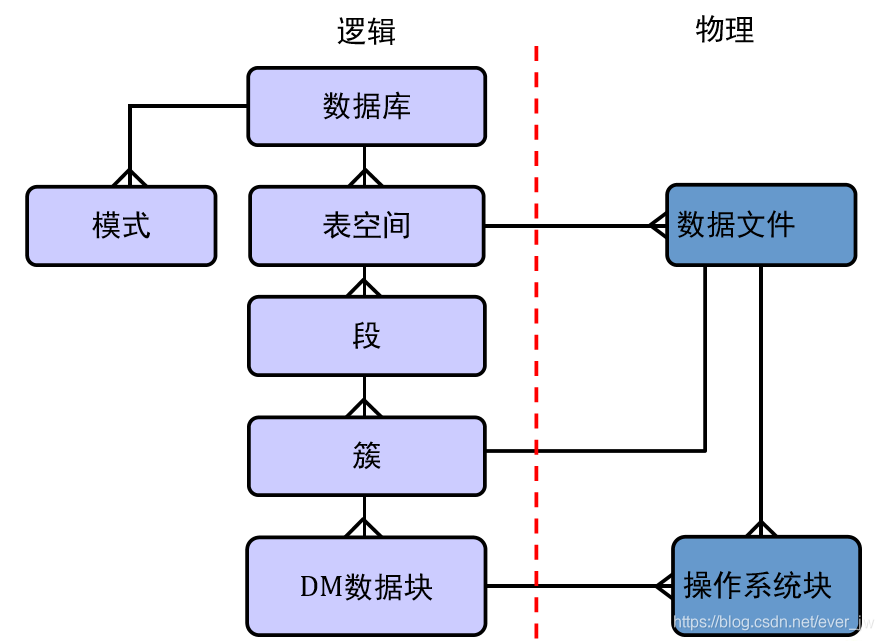 逻辑
物理
数据库
模式
表空间
数据文件
段
簇
DM数据块
操作系统块
https://blog.csdn.net/ever_jw